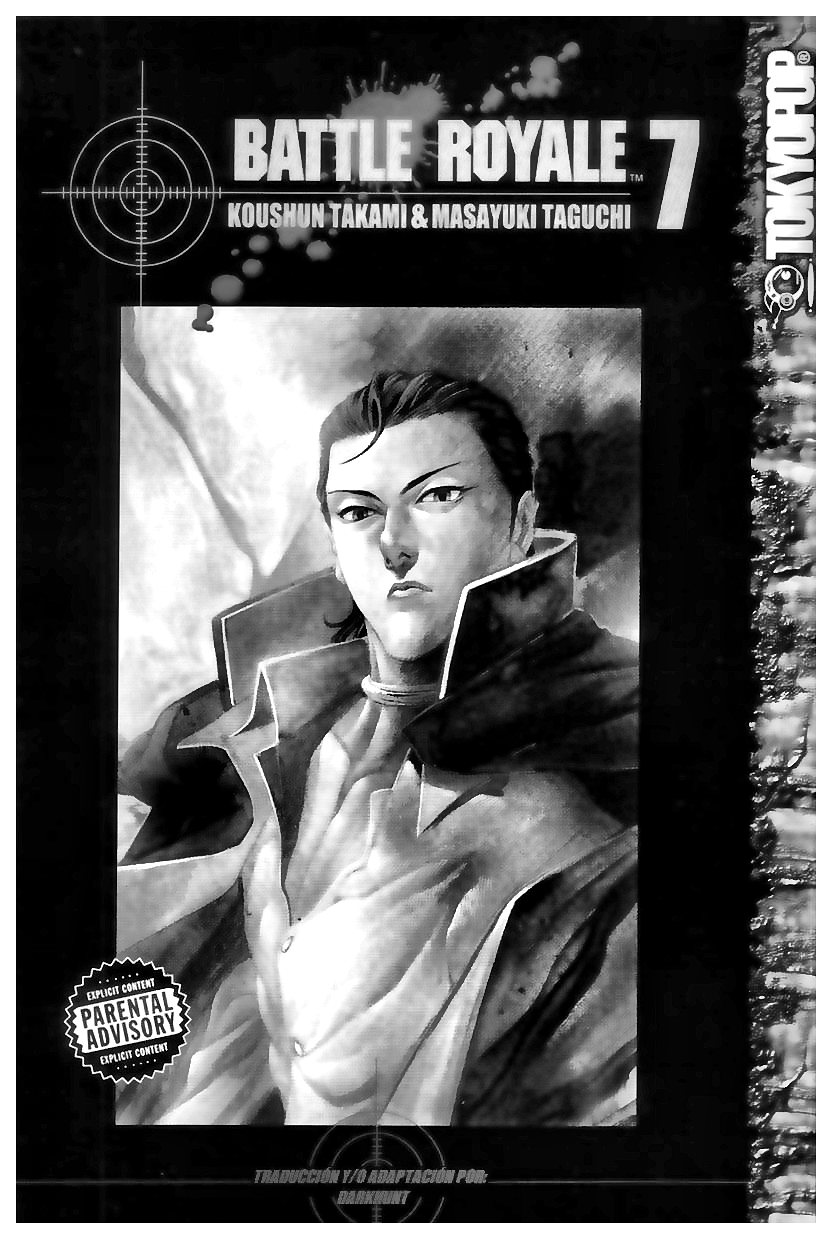 BATTLE ROYALE™ 7
KOUSHUN TAKAMI & MASAYUKI TAGUCHI
TOKYOPOP®
EXPLICIT CONTENT
PARENTAL
ADVISORY
EXPLICIT CONTENT
TRADUCCIÓN Y/O ADAPTACIÓN POR:
DARKHUNT